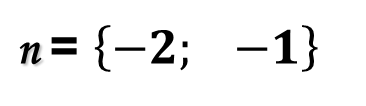 n = {−2; −1}